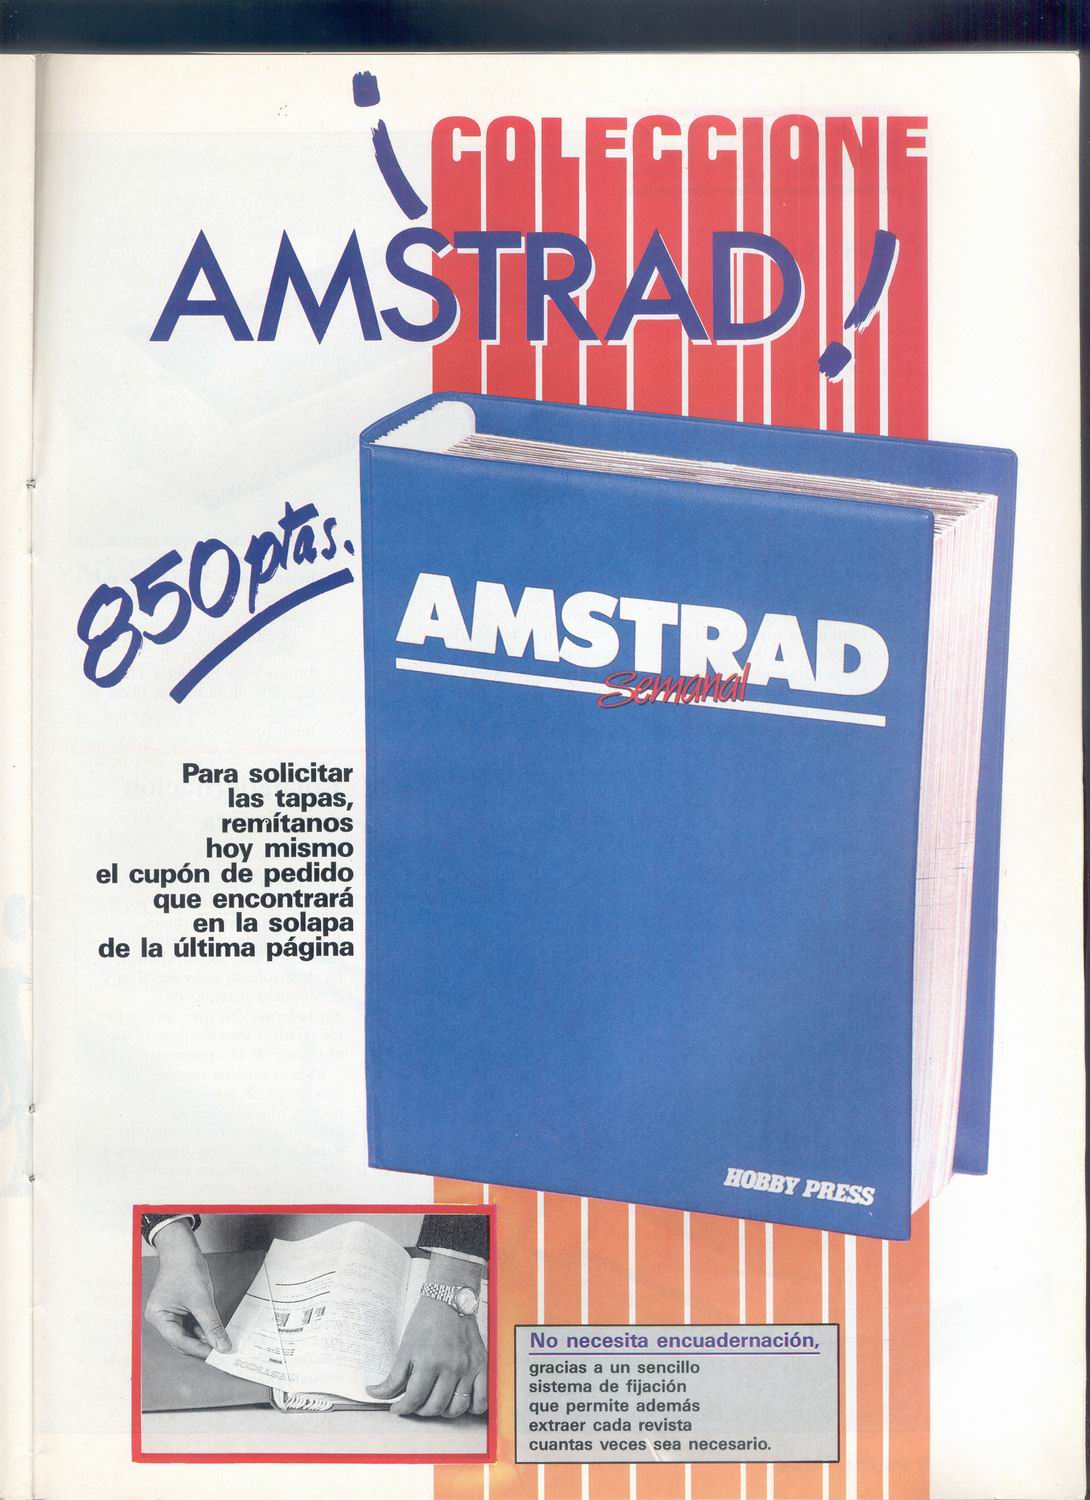 ¡COLECCIONE
AMSTRAD!
850 ptas.
AMSTRAD
Semanal
Para solicitar
las tapas,
remítanos
hoy mismo
el cupón de pedido
que encontrará
en la solapa
de la última página
HOBBY PRESS
No necesita encuadernación,
gracias a un sencillo
sistema de fijación
que permite además
extraer cada revista
cuantas veces sea necesario.